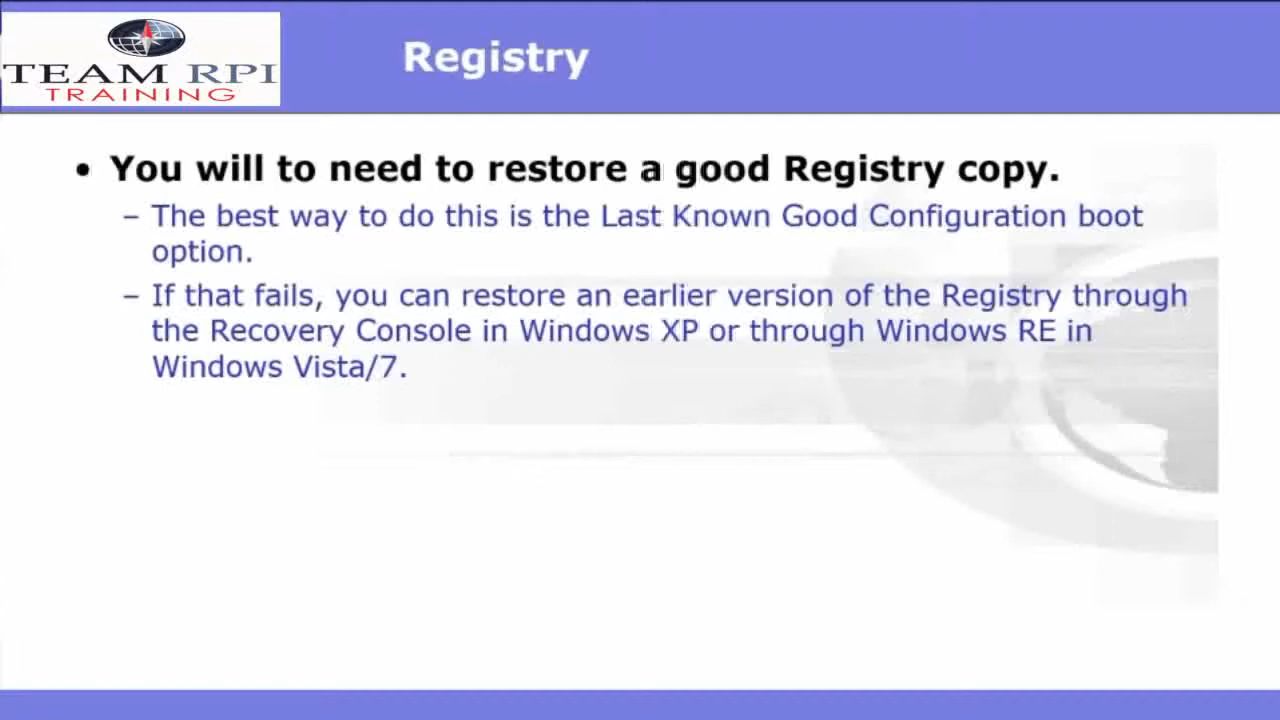 TEAM RPI
TRAINING
Registry
• You will to need to restore a good Registry copy.
– The best way to do this is the Last Known Good Configuration boot
option.
– If that fails, you can restore an earlier version of the Registry through
the Recovery Console in Windows XP or through Windows RE in
Windows Vista/7.